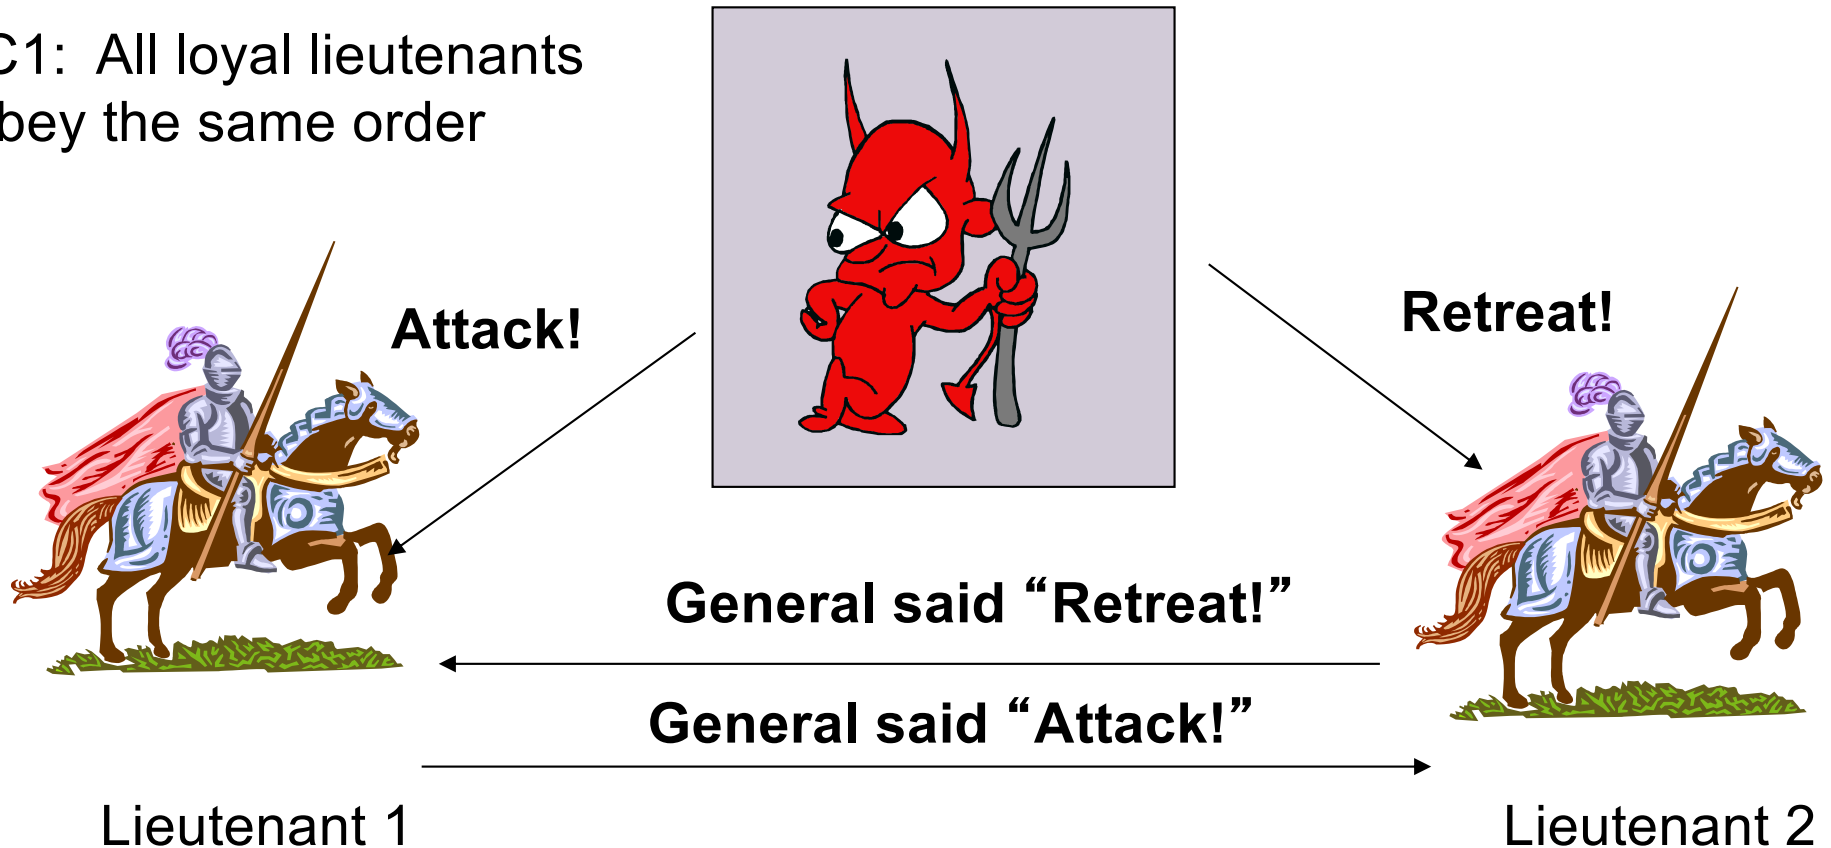 C1: All loyal lieutenants
bey the same order
Attack!
Retreat!
General said “Retreat!”
General said “Attack!”
Lieutenant 1
Lieutenant 2